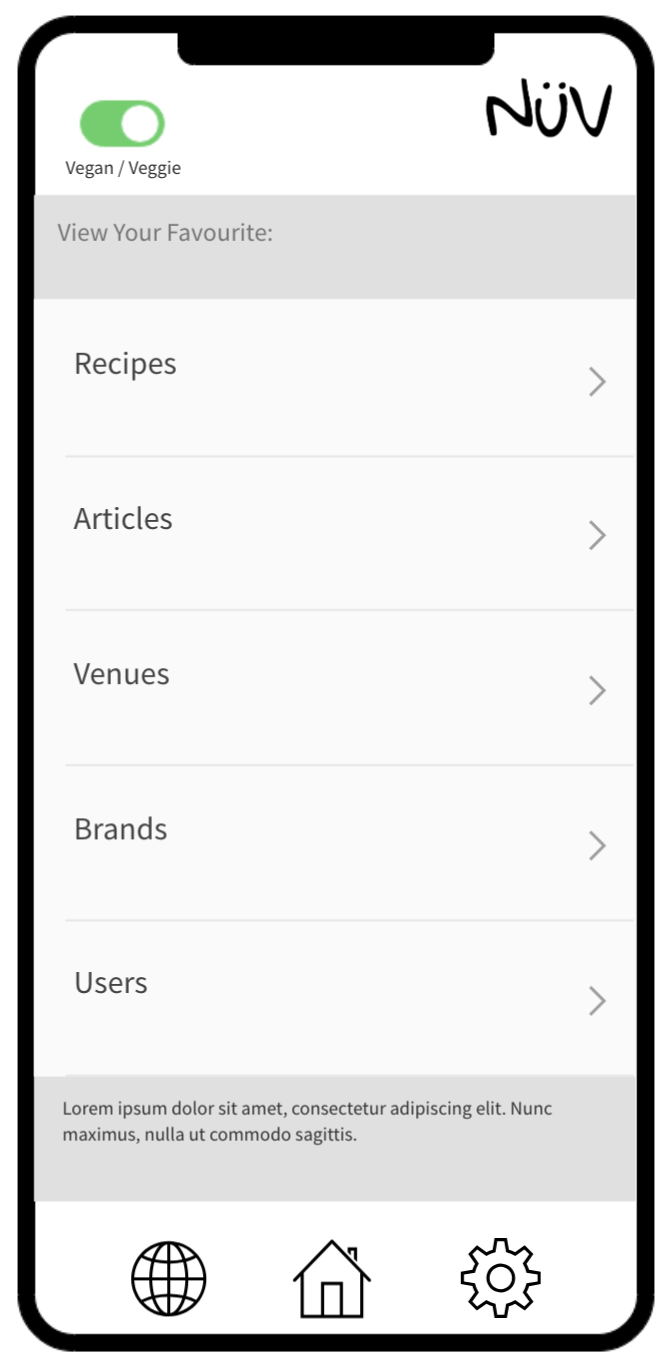 NüV
Vegan / Veggie
View Your Favourite:
Recipes
Articles
Venues
Brands
Users
Lorem ipsum dolor sit amet, consectetur adipiscing elit. Nunc
maximus, nulla ut commodo sagittis.